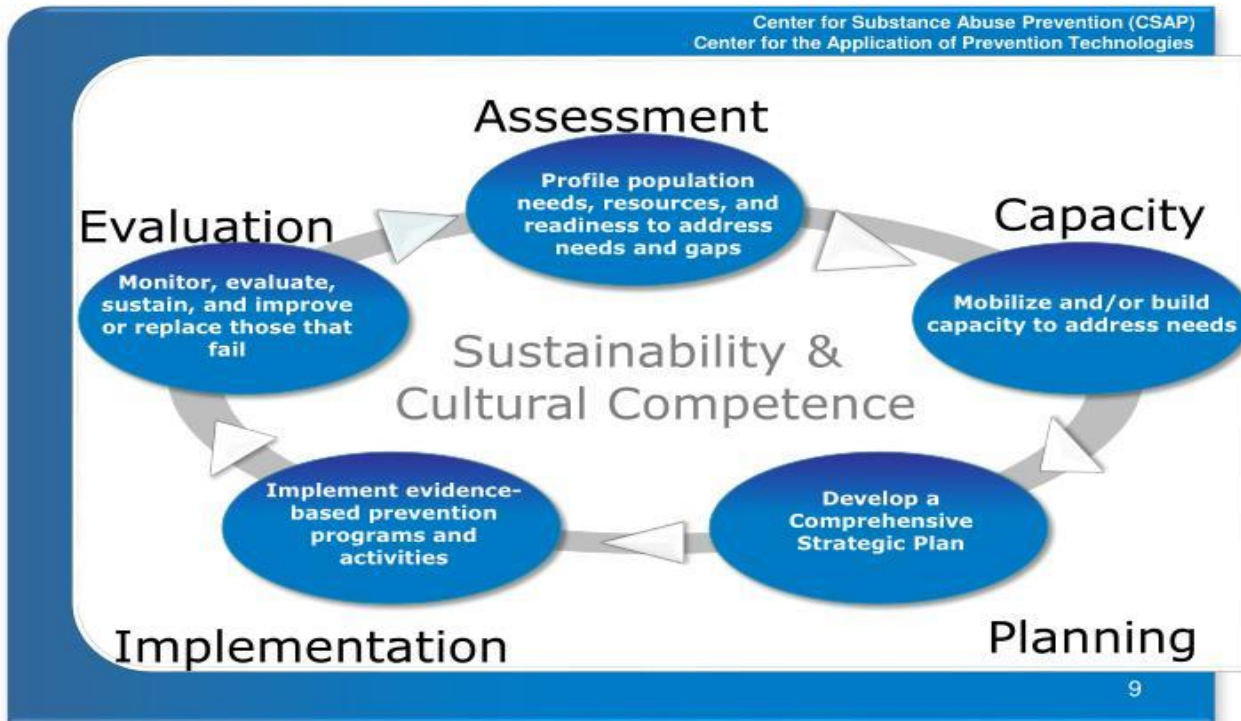 Center for Substance Abuse Prevention (CSAP)
Center for the Application of Prevention Technologies
Assessment
Profile population
needs, resources, and
readiness to address
needs and gaps
Capacity
Mobilize and/or build
capacity to address needs
Evaluation
Monitor, evaluate,
sustain, and improve
or replace those that
fail
Sustainability &
Cultural Competence
Implement evidence-
based prevention
programs and
activities
Implementation
Develop a
Comprehensive
Strategic Plan
Planning
9